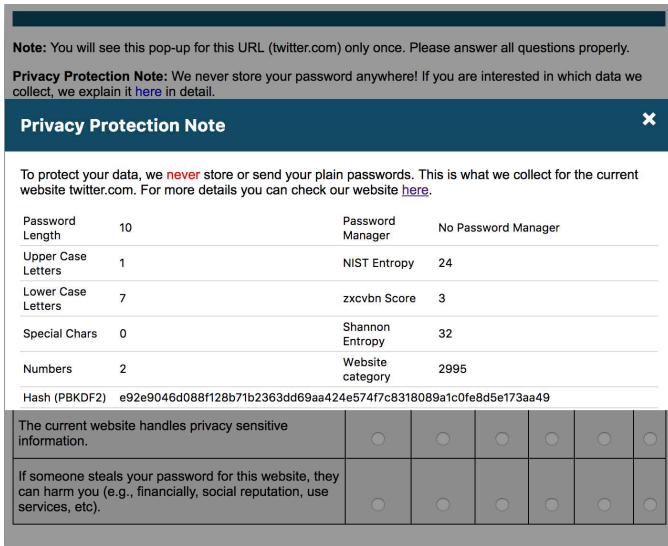 Note: You will see this pop-up for this URL (twitter.com) only once. Please answer all questions properly.
Privacy Protection Note: We never store your password anywhere! If you are interested in which data we
collect, we explain it here in detail.
Privacy Protection Note
To protect your data, we never store or send your plain passwords. This is what we collect for the current
website twitter.com. For more details you can check our website here.
Password Length 10 Password Manager No Password Manager
Upper Case Letters 1 NIST Entropy 24
Lower Case Letters 7 zxcvbn Score 3
Special Chars 0 Shannon Entropy 32
Numbers 2 Website category 2995
Hash (PBKDF2) e92e9046d088f128b71b2363dd69aa424e574f7c8318089a1c0fe8d5e173aa49
The current website handles privacy sensitive
information.
If someone steals your password for this website, they
can harm you (e.g., financially, social reputation, use
services, etc).